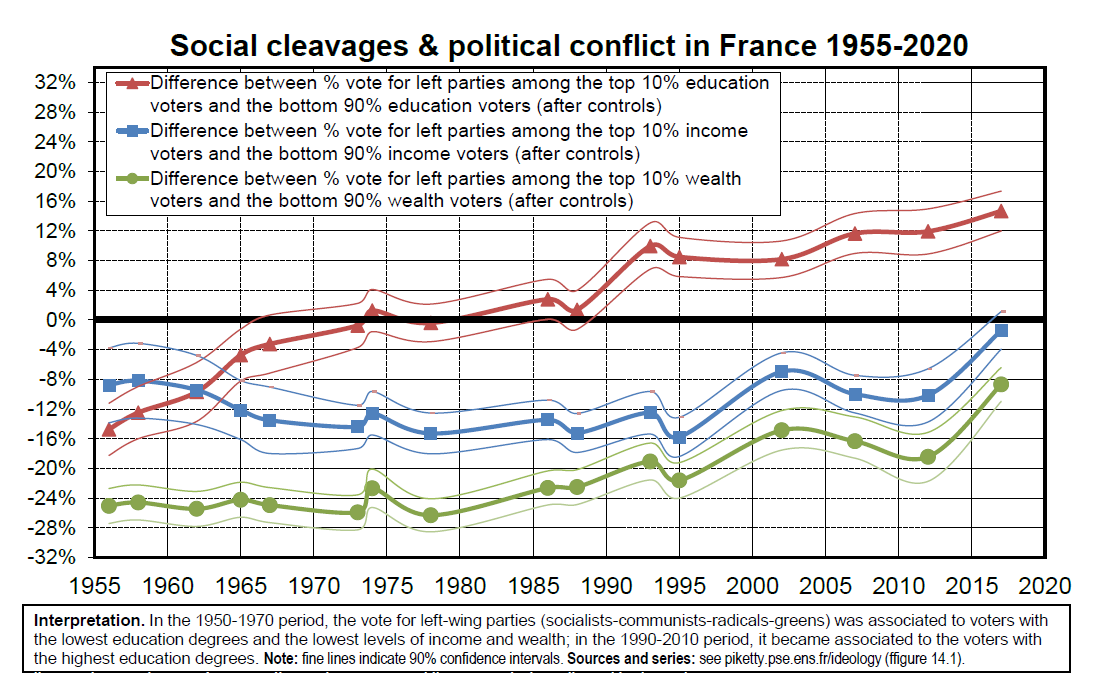 Social cleavages & political conflict in France 1955-2020
32%
28%
24%
20%
16%
12%
8%
4%
0%
-4%
-8%
-12%
-16%
-20%
-24%
-28%
-32%
Difference between % vote for left parties among the top 10% education
voters and the bottom 90% education voters (after controls)
Difference between % vote for left parties among the top 10% income
voters and the bottom 90% income voters (after controls)
Difference between % vote for left parties among the top 10% wealth
voters and the bottom 90% wealth voters (after controls)
1955 1960 1965 1970 1975 1980 1985 1990 1995 2000 2005 2010 2012 2020
Interpretation. In the 1950-1970 period, the vote for left-wing parties (socialists-communists-radicals-greens) was associated to voters with
the lowest education degrees and the lowest levels of income and wealth; in the 1990-2010 period, it became associated to the voters with
the highest education degrees. Note: fine lines indicate 90% confidence intervals. Sources and series: see piketty.pse.ens.fr/ideology (ffigure 14.1).